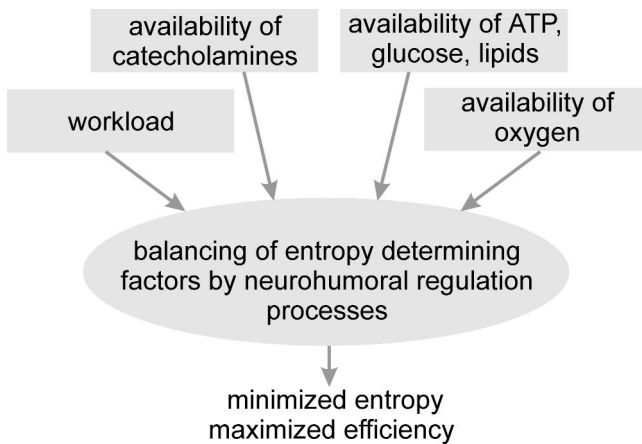 availability of
catecholamines
availability of ATP,
glucose, lipids
workload
availability of
oxygen
balancing of entropy determining
factors by neurohumoral regulation
processes
minimized entropy
maximized efficiency